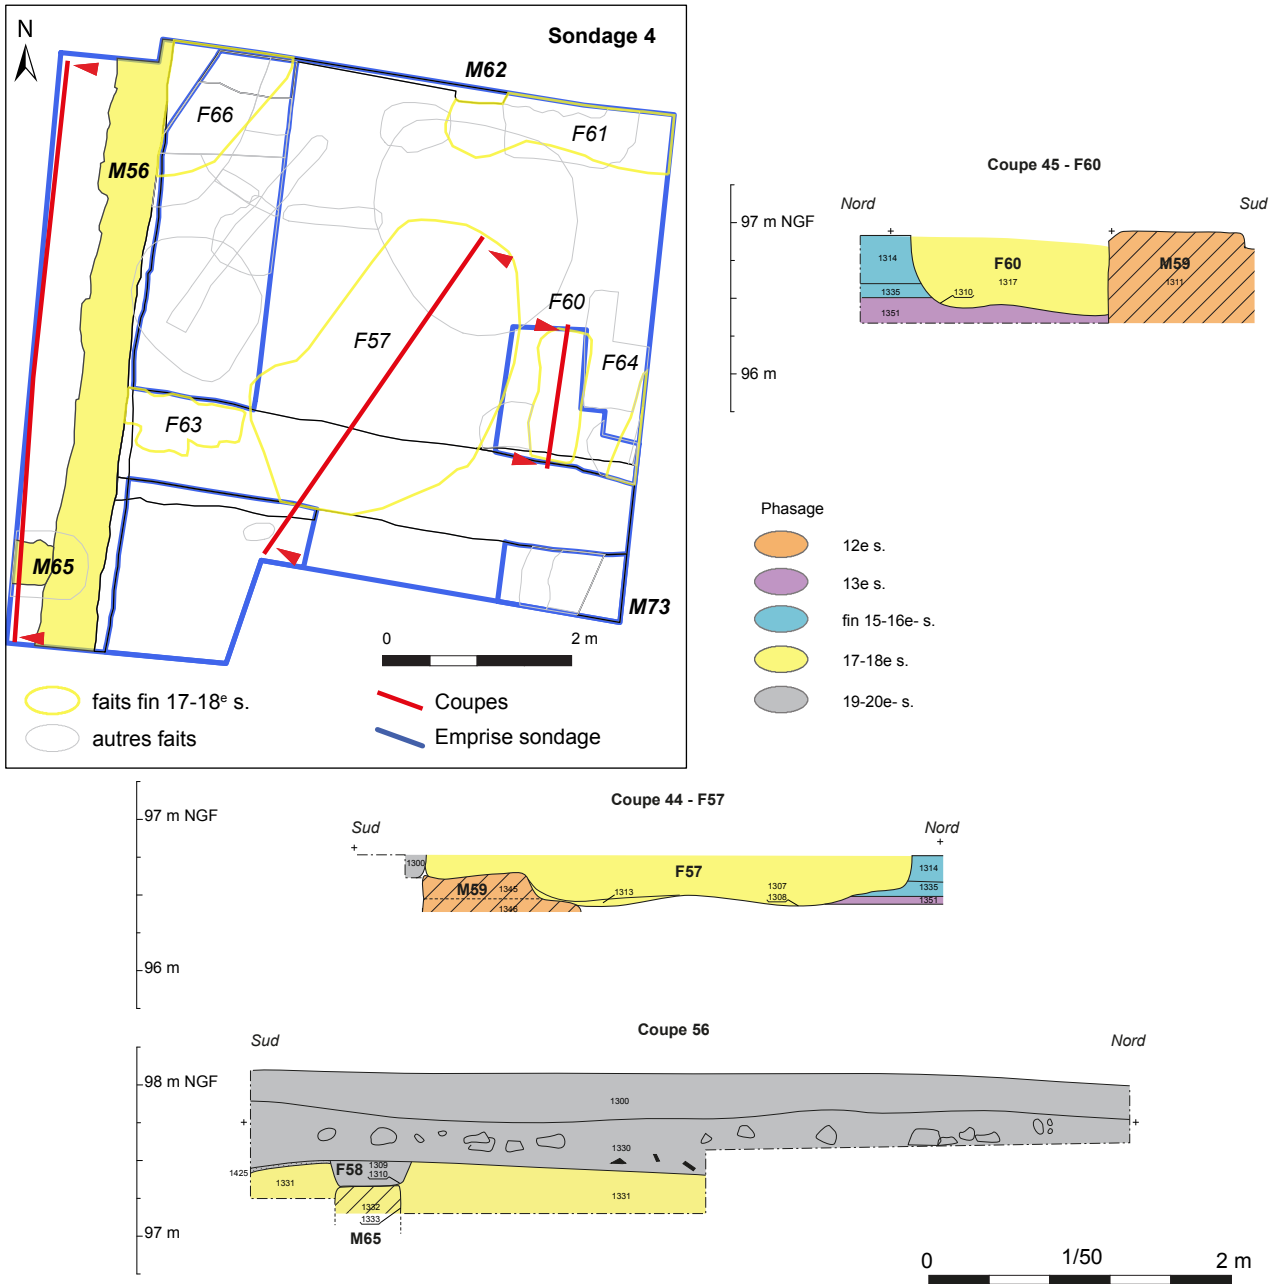 N
Sondage 4
M62
F66
F61
M56
F60
F57
F64
F63
M65
M73
0 2 m
faits fin 17-18e s.
Coupes
autres faits
Emprise sondage
Coupe 45 - F60
Nord
Sud
97 m NGF
1314
F60
M59
1317
1311
1335
1310
1351
96 m
Phasage
12e s.
13e s.
fin 15-16e- s.
17-18e s.
19-20e- s.
Coupe 44 - F57
97 m NGF
Sud
Nord
1300
F57
1314
M59
1345
1313
1307
1308
1335
1351
1346
96 m
Coupe 56
Sud
Nord
98 m NGF
1300
1330
1425
F58
1309
1310
1331
1331
1332
1333
97 m
M65
0 1/50 2 m